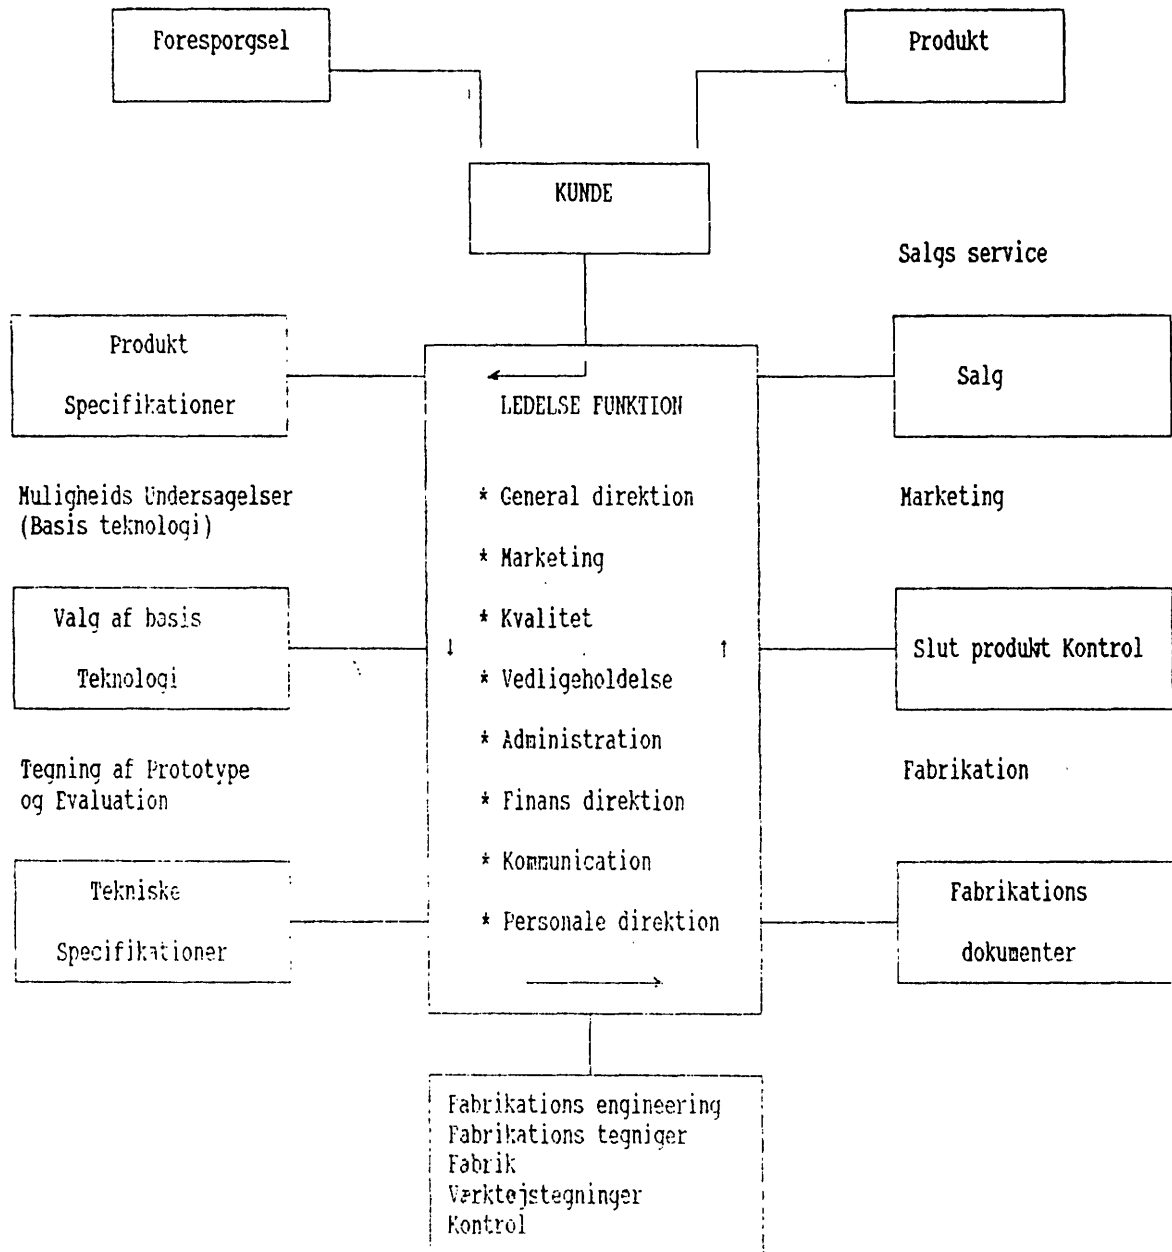 Foresporgsel
Produkt
KUNDE
Salgs service
Produkt
Specifikationer
Salg
LEDELSE FUNKTION
Muligheids Undersagelser
(Basis teknologi)
* General direktion
Marketing
* Marketing
Valg af basis
Teknologi
* Kvalitet
↓
↑
Slut produkt Kontrol
* Vedligeholdelse
* Administration
Tegning af Prototype
og Evaluation
Fabrikation
* Finans direktion
* Kommunication
Tekniske
Specifikationer
* Personale direktion
Fabrikations
dokumenter
Fabrikations engineering
Fabrikations tegniger
Fabrik
Værktøjstegninger
Kontrol